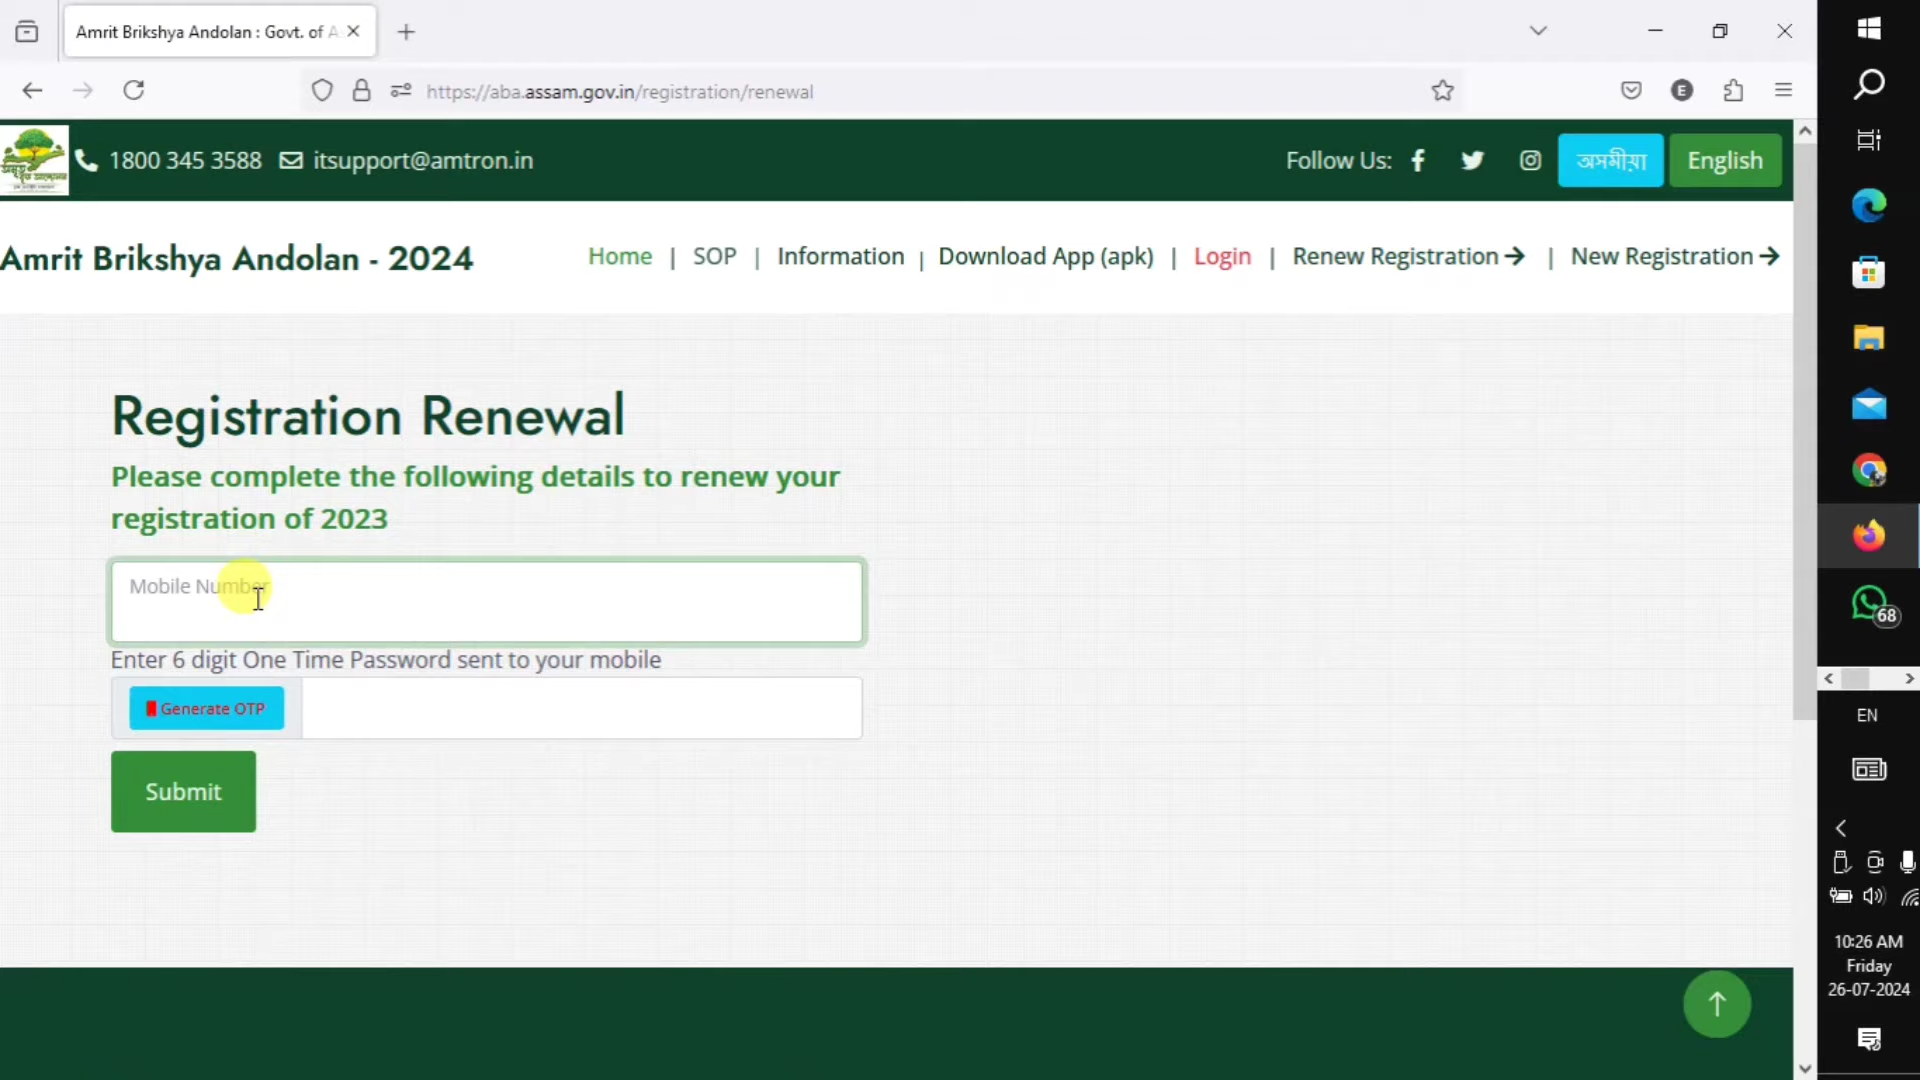 Amrit Brikshya Andolan : Govt. of A
https://aba.assam.gov.in/registration/renewal
1800 345 3588 itsupport@amtron.in
Follow Us: অসমীয়া English
Amrit Brikshya Andolan - 2024
Home | SOP | Information | Download App (apk) | Login | Renew Registration | New Registration
Registration Renewal
Please complete the following details to renew your
registration of 2023
Mobile Number
Enter 6 digit One Time Password sent to your mobile
Generate OTP
Submit
E
68
EN
10:26 AM
Friday
26-07-2024